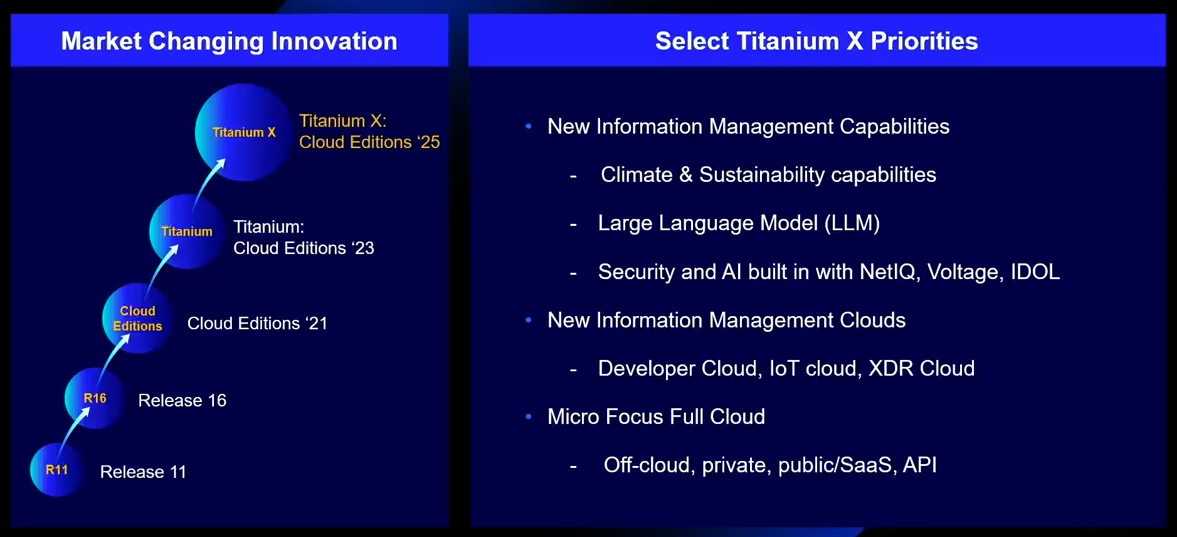 Market Changing Innovation
Titanium X
Titanium X:
Cloud Editions ‘25
Titanium
Titanium:
Cloud Editions ‘23
Cloud
Editions
Cloud Editions ‘21
R16
Release 16
R11
Release 11
Select Titanium X Priorities
• New Information Management Capabilities
- Climate & Sustainability capabilities
- Large Language Model (LLM)
- Security and AI built in with NetIQ, Voltage, IDOL
• New Information Management Clouds
- Developer Cloud, IoT cloud, XDR Cloud
• Micro Focus Full Cloud
- Off-cloud, private, public/SaaS, API